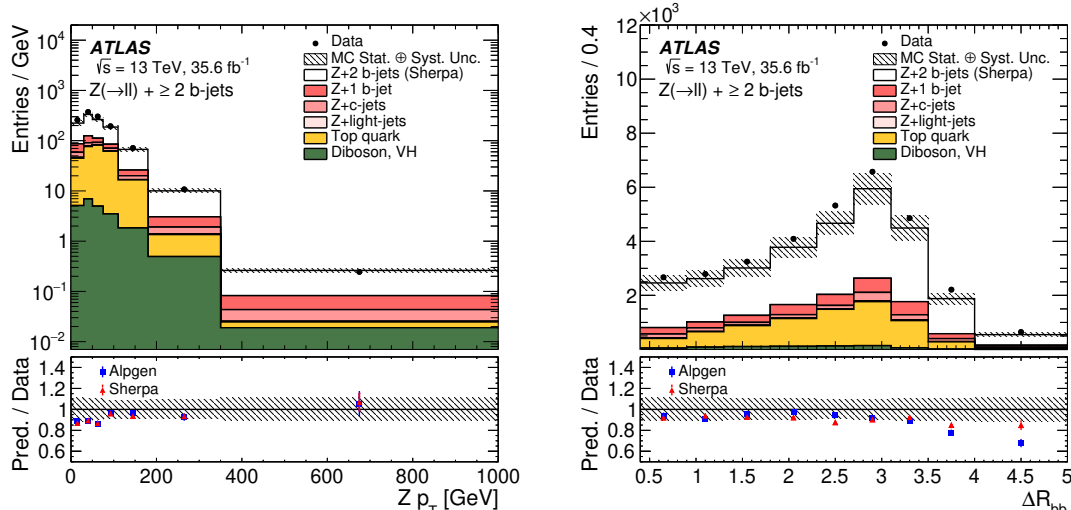 Entries / GeV
10⁴
10³
10²
10
1
10⁻¹
10⁻²
ATLAS
√s = 13 TeV, 35.6 fb⁻¹
Z(→ll) + ≥ 2 b-jets
Data
MC Stat. ⊕ Syst. Unc.
Z+2 b-jets (Sherpa)
Z+1 b-jet
Z+c-jets
Z+light-jets
Top quark
Diboson, VH
Pred. / Data
1.4
1.2
1
0.8
0.6
Alpgen
Sherpa
0 200 400 600 800 1000
Z p_T [GeV]
Entries / 0.4
12 ×10³
10
8
6
4
2
ATLAS
√s = 13 TeV, 35.6 fb⁻¹
Z(→ll) + ≥ 2 b-jets
Data
MC Stat. ⊕ Syst. Unc.
Z+2 b-jets (Sherpa)
Z+1 b-jet
Z+c-jets
Z+light-jets
Top quark
Diboson, VH
Pred. / Data
1.4
1.2
1
0.8
0.6
Alpgen
Sherpa
0.5 1 1.5 2 2.5 3 3.5 4 4.5 5
ΔR_bb